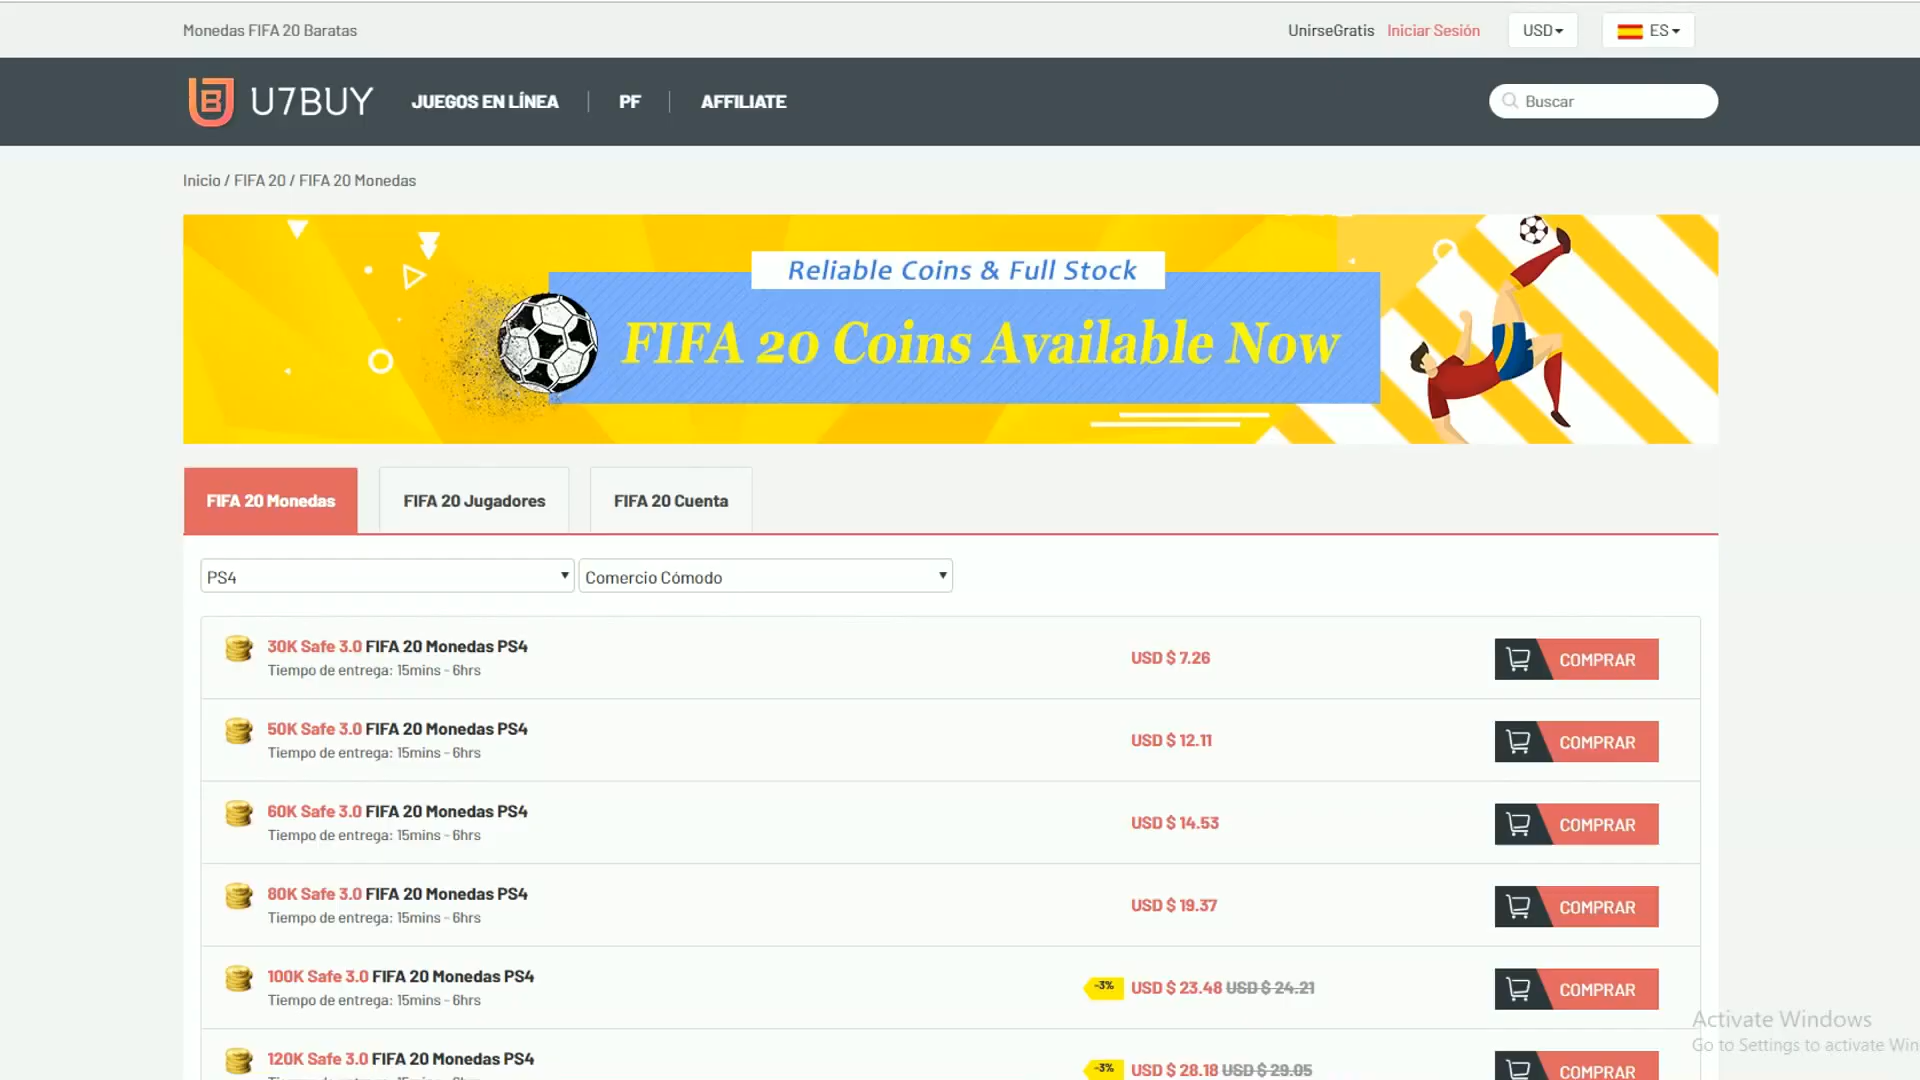 Monedas FIFA 20 Baratas
UnirseGratis Iniciar Sesión USD ES
U7BUY JUEGOS EN LÍNEA PF AFFILIATE Buscar
Inicio / FIFA 20 / FIFA 20 Monedas
Reliable Coins & Full Stock
FIFA 20 Coins Available Now
FIFA 20 Monedas FIFA 20 Jugadores FIFA 20 Cuenta
PS4 Comercio Cómodo
30K Safe 3.0 FIFA 20 Monedas PS4
Tiempo de entrega: 15mins - 6hrs
USD $ 7.26
COMPRAR
50K Safe 3.0 FIFA 20 Monedas PS4
Tiempo de entrega: 15mins - 6hrs
USD $ 12.11
COMPRAR
60K Safe 3.0 FIFA 20 Monedas PS4
Tiempo de entrega: 15mins - 6hrs
USD $ 14.53
COMPRAR
80K Safe 3.0 FIFA 20 Monedas PS4
Tiempo de entrega: 15mins - 6hrs
USD $ 19.37
COMPRAR
100K Safe 3.0 FIFA 20 Monedas PS4
Tiempo de entrega: 15mins - 6hrs
-3% USD $ 23.48 USD $ 24.21
COMPRAR
120K Safe 3.0 FIFA 20 Monedas PS4
-3% USD $ 28.18 USD $ 29.05
COMPRAR
Activate Windows
Go to Settings to activate Win